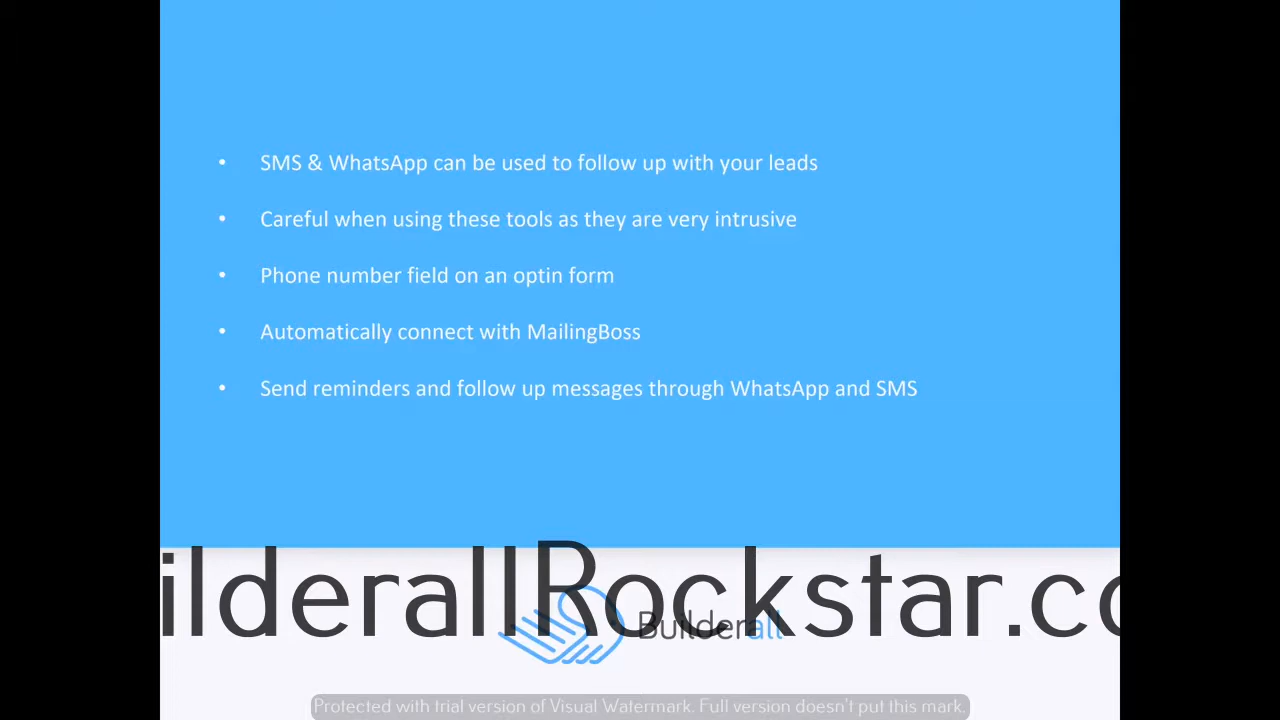 • SMS & WhatsApp can be used to follow up with your leads
• Careful when using these tools as they are very intrusive
• Phone number field on an optin form
• Automatically connect with MailingBoss
• Send reminders and follow up messages through WhatsApp and SMS
ilderallRockstar.co
Builderall
Protected with trial version of Visual Watermark. Full version doesn't put this mark.